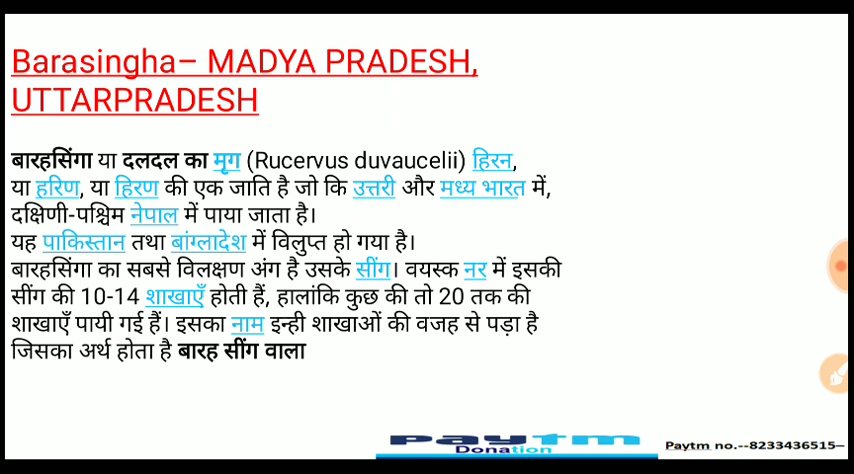 Barasingha– MADYA PRADESH,
UTTARPRADESH
बारहसिंगा या दलदल का मृग (Rucervus duvaucelii) हिरन,
या हरिण, या हिरण की एक जाति है जो कि उत्तरी और मध्य भारत में,
दक्षिणी-पश्चिम नेपाल में पाया जाता है।
यह पाकिस्तान तथा बांग्लादेश में विलुप्त हो गया है।
बारहसिंगा का सबसे विलक्षण अंग है उसके सींग। वयस्क नर में इसकी
सींग की 10-14 शाखाएँ होती हैं, हालांकि कुछ की तो 20 तक की
शाखाएँ पायी गई हैं। इसका नाम इन्ही शाखाओं की वजह से पड़ा है
जिसका अर्थ होता है बारह सींग वाला
paytm
Donation
Paytm no.--8233436515–